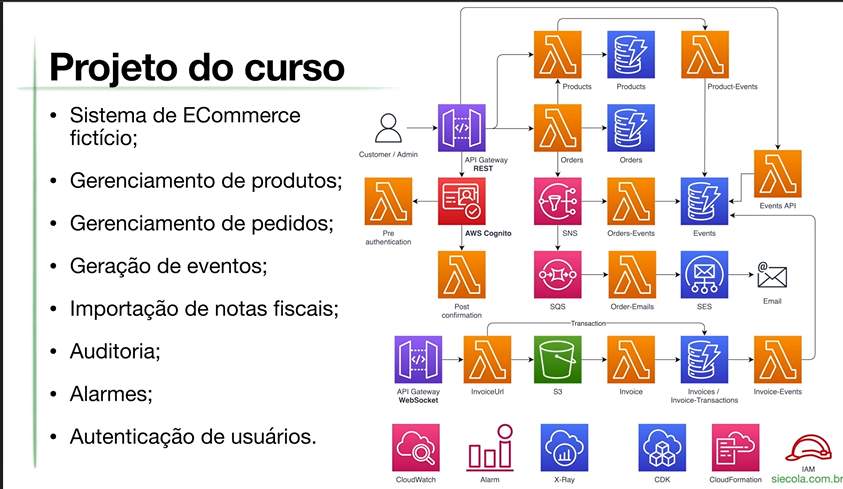 Projeto do curso
• Sistema de ECommerce
fictício;
• Gerenciamento de produtos;
• Gerenciamento de pedidos;
• Geração de eventos;
• Importação de notas fiscais;
• Auditoria;
• Alarmes;
• Autenticação de usuários.
Products
Products
Product-Events
Customer / Admin
API Gateway
REST
Orders
Orders
Events API
Pre
authentication
AWS Cognito
SNS
Orders-Events
Events
Post
confirmation
SQS
Order-Emails
SES
@
Email
Transaction
API Gateway
WebSocket
InvoiceUrl
S3
Invoice
Invoices /
Invoice-Transactions
Invoice-Events
CloudWatch
Alarm
X-Ray
CDK
CloudFormation
IAM
siecola.com.br